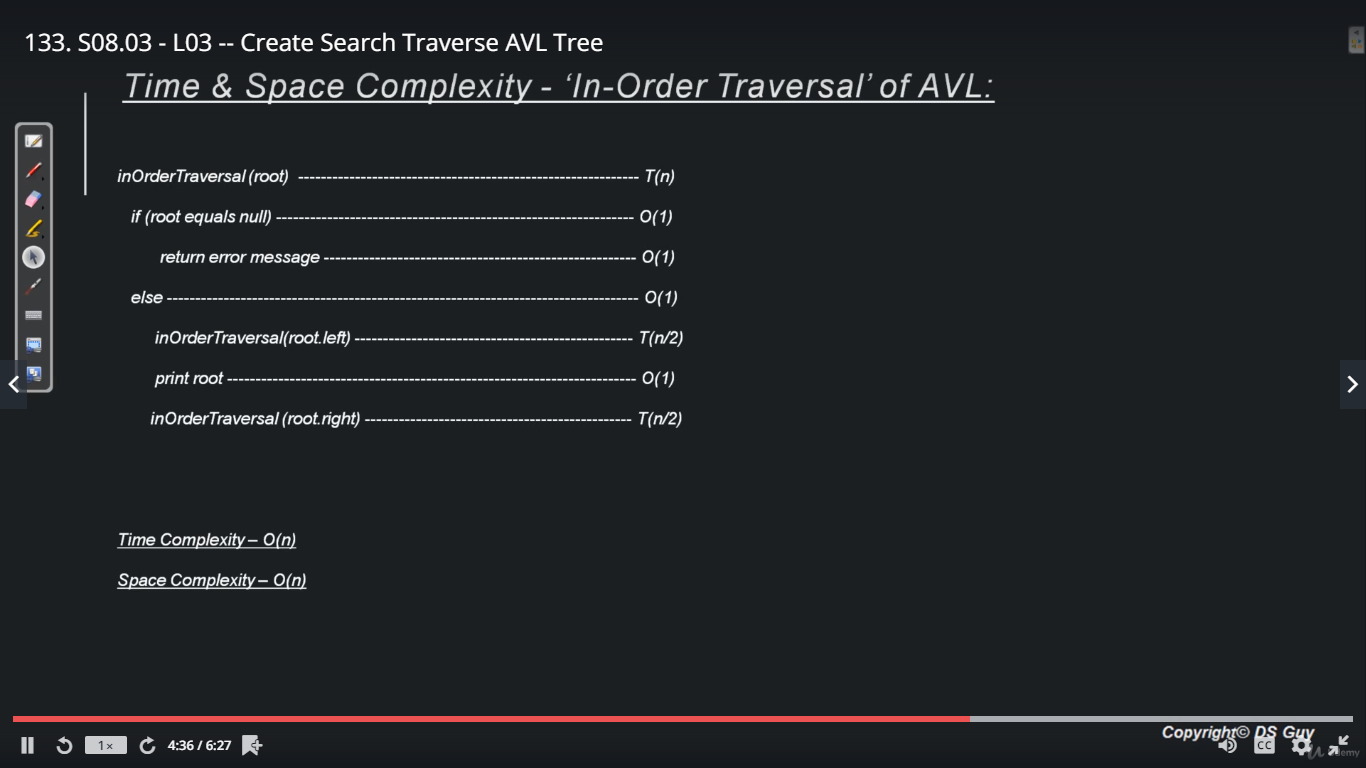 133. S08.03 - L03 -- Create Search Traverse AVL Tree
Time & Space Complexity - ‘In-Order Traversal’ of AVL:
inOrderTraversal (root) ------------------------------------------------------------ T(n)
if (root equals null) --------------------------------------------------------------- O(1)
return error message ------------------------------------------------------- O(1)
else ----------------------------------------------------------------------------------- O(1)
inOrderTraversal(root.left) ------------------------------------------------- T(n/2)
print root ------------------------------------------------------------------------ O(1)
inOrderTraversal (root.right) ----------------------------------------------- T(n/2)
Time Complexity – O(n)
Space Complexity – O(n)
Copyright© DS Guy
1×
4:36 / 6:27
CC